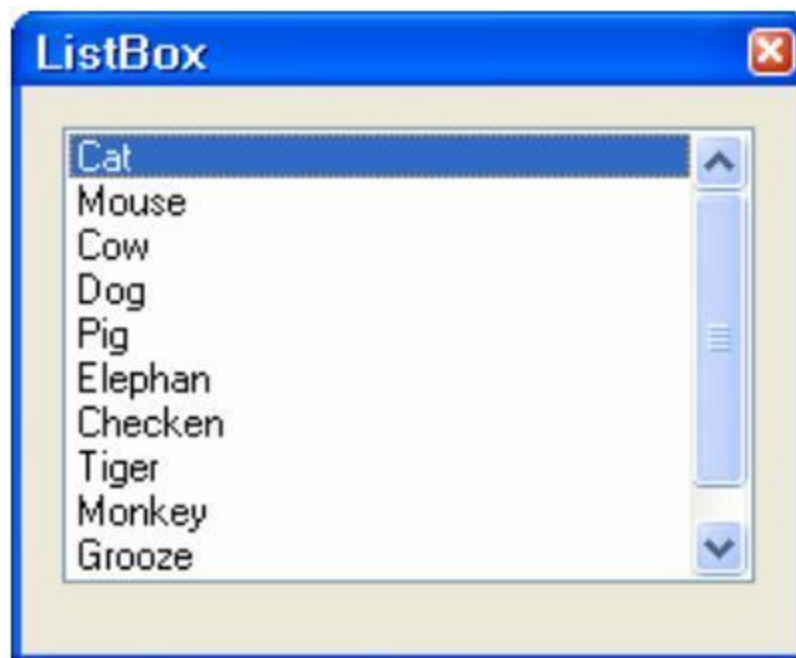 ListBox
Cat
Mouse
Cow
Dog
Pig
Elephan
Checken
Tiger
Monkey
Grooze